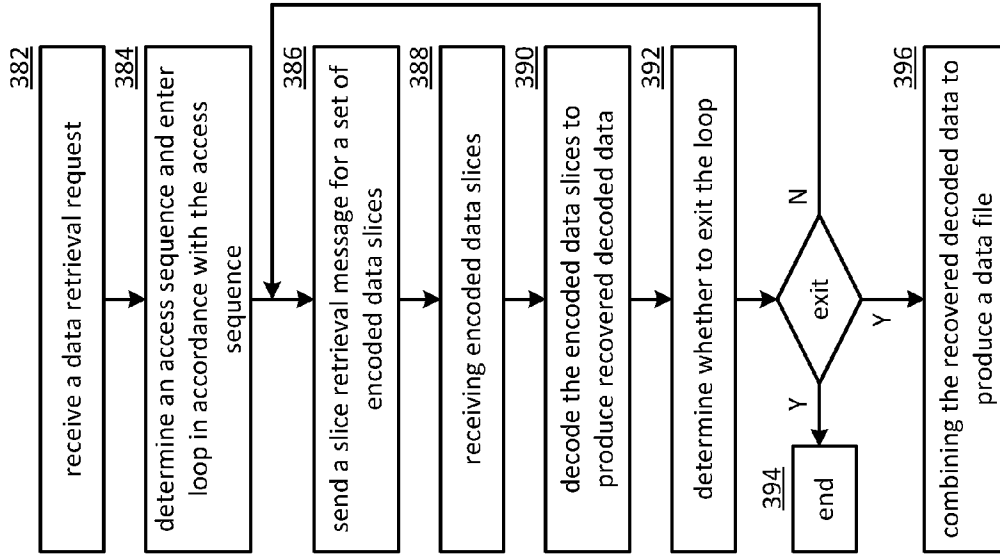 382
receive a data retrieval request
384
determine an access sequence and enter
loop in accordance with the access
sequence
386
send a slice retrieval message for a set of
encoded data slices
388
receiving encoded data slices
390
decode the encoded data slices to
produce recovered decoded data
392
determine whether to exit the loop
exit
N
Y
Y
394
end
396
combining the recovered decoded data to
produce a data file